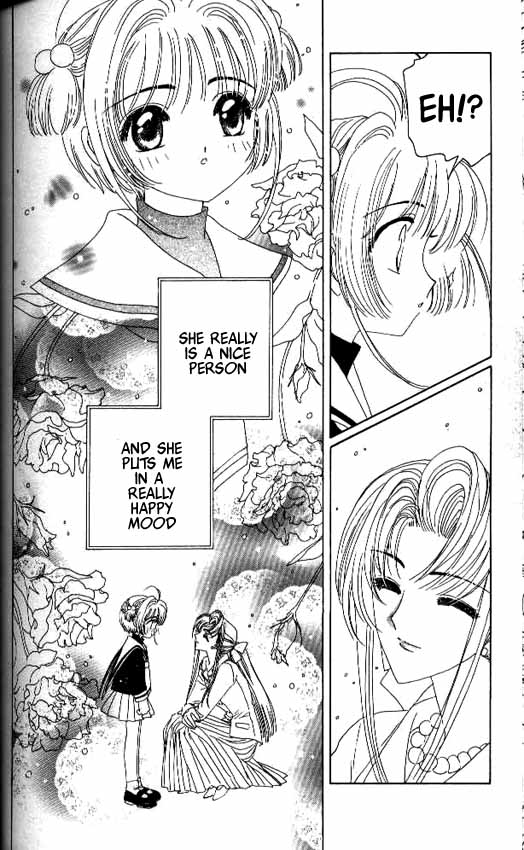 EH!?
SHE REALLY
IS A NICE
PERSON
AND SHE
PUTS ME
IN A
REALLY
HAPPY
MOOD